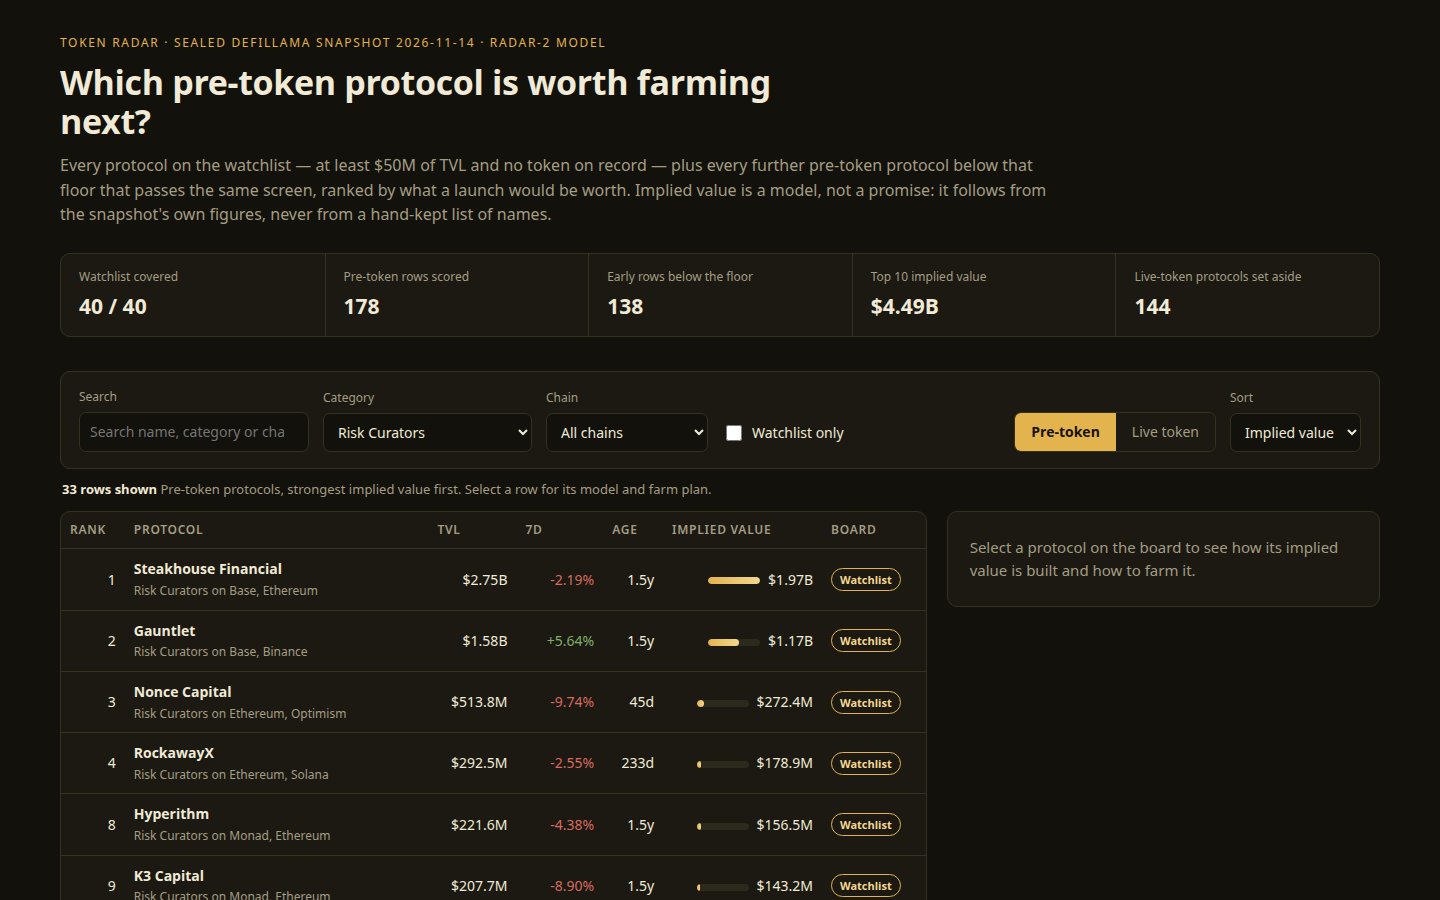 TOKEN RADAR · SEALED DEFILLAMA SNAPSHOT 2026-11-14 · RADAR-2 MODEL
Which pre-token protocol is worth farming
next?
Every protocol on the watchlist — at least $50M of TVL and no token on record — plus every further pre-token protocol below that
floor that passes the same screen, ranked by what a launch would be worth. Implied value is a model, not a promise: it follows from
the snapshot's own figures, never from a hand-kept list of names.
Watchlist covered
40 / 40
Pre-token rows scored
178
Early rows below the floor
138
Top 10 implied value
$4.49B
Live-token protocols set aside
144
Search
Search name, category or cha
Category
Risk Curators
Chain
All chains
Watchlist only
Pre-token
Live token
Sort
Implied value
33 rows shown Pre-token protocols, strongest implied value first. Select a row for its model and farm plan.
RANK PROTOCOL TVL 7D AGE IMPLIED VALUE BOARD
1 Steakhouse Financial $2.75B -2.19% 1.5y $1.97B Watchlist
Risk Curators on Base, Ethereum
2 Gauntlet $1.58B +5.64% 1.5y $1.17B Watchlist
Risk Curators on Base, Binance
3 Nonce Capital $513.8M -9.74% 45d $272.4M Watchlist
Risk Curators on Ethereum, Optimism
4 RockawayX $292.5M -2.55% 233d $178.9M Watchlist
Risk Curators on Ethereum, Solana
8 Hyperithm $221.6M -4.38% 1.5y $156.5M Watchlist
Risk Curators on Monad, Ethereum
9 K3 Capital $207.7M -8.90% 1.5y $143.2M Watchlist
Risk Curators on Monad, Ethereum
Select a protocol on the board to see how its implied
value is built and how to farm it.